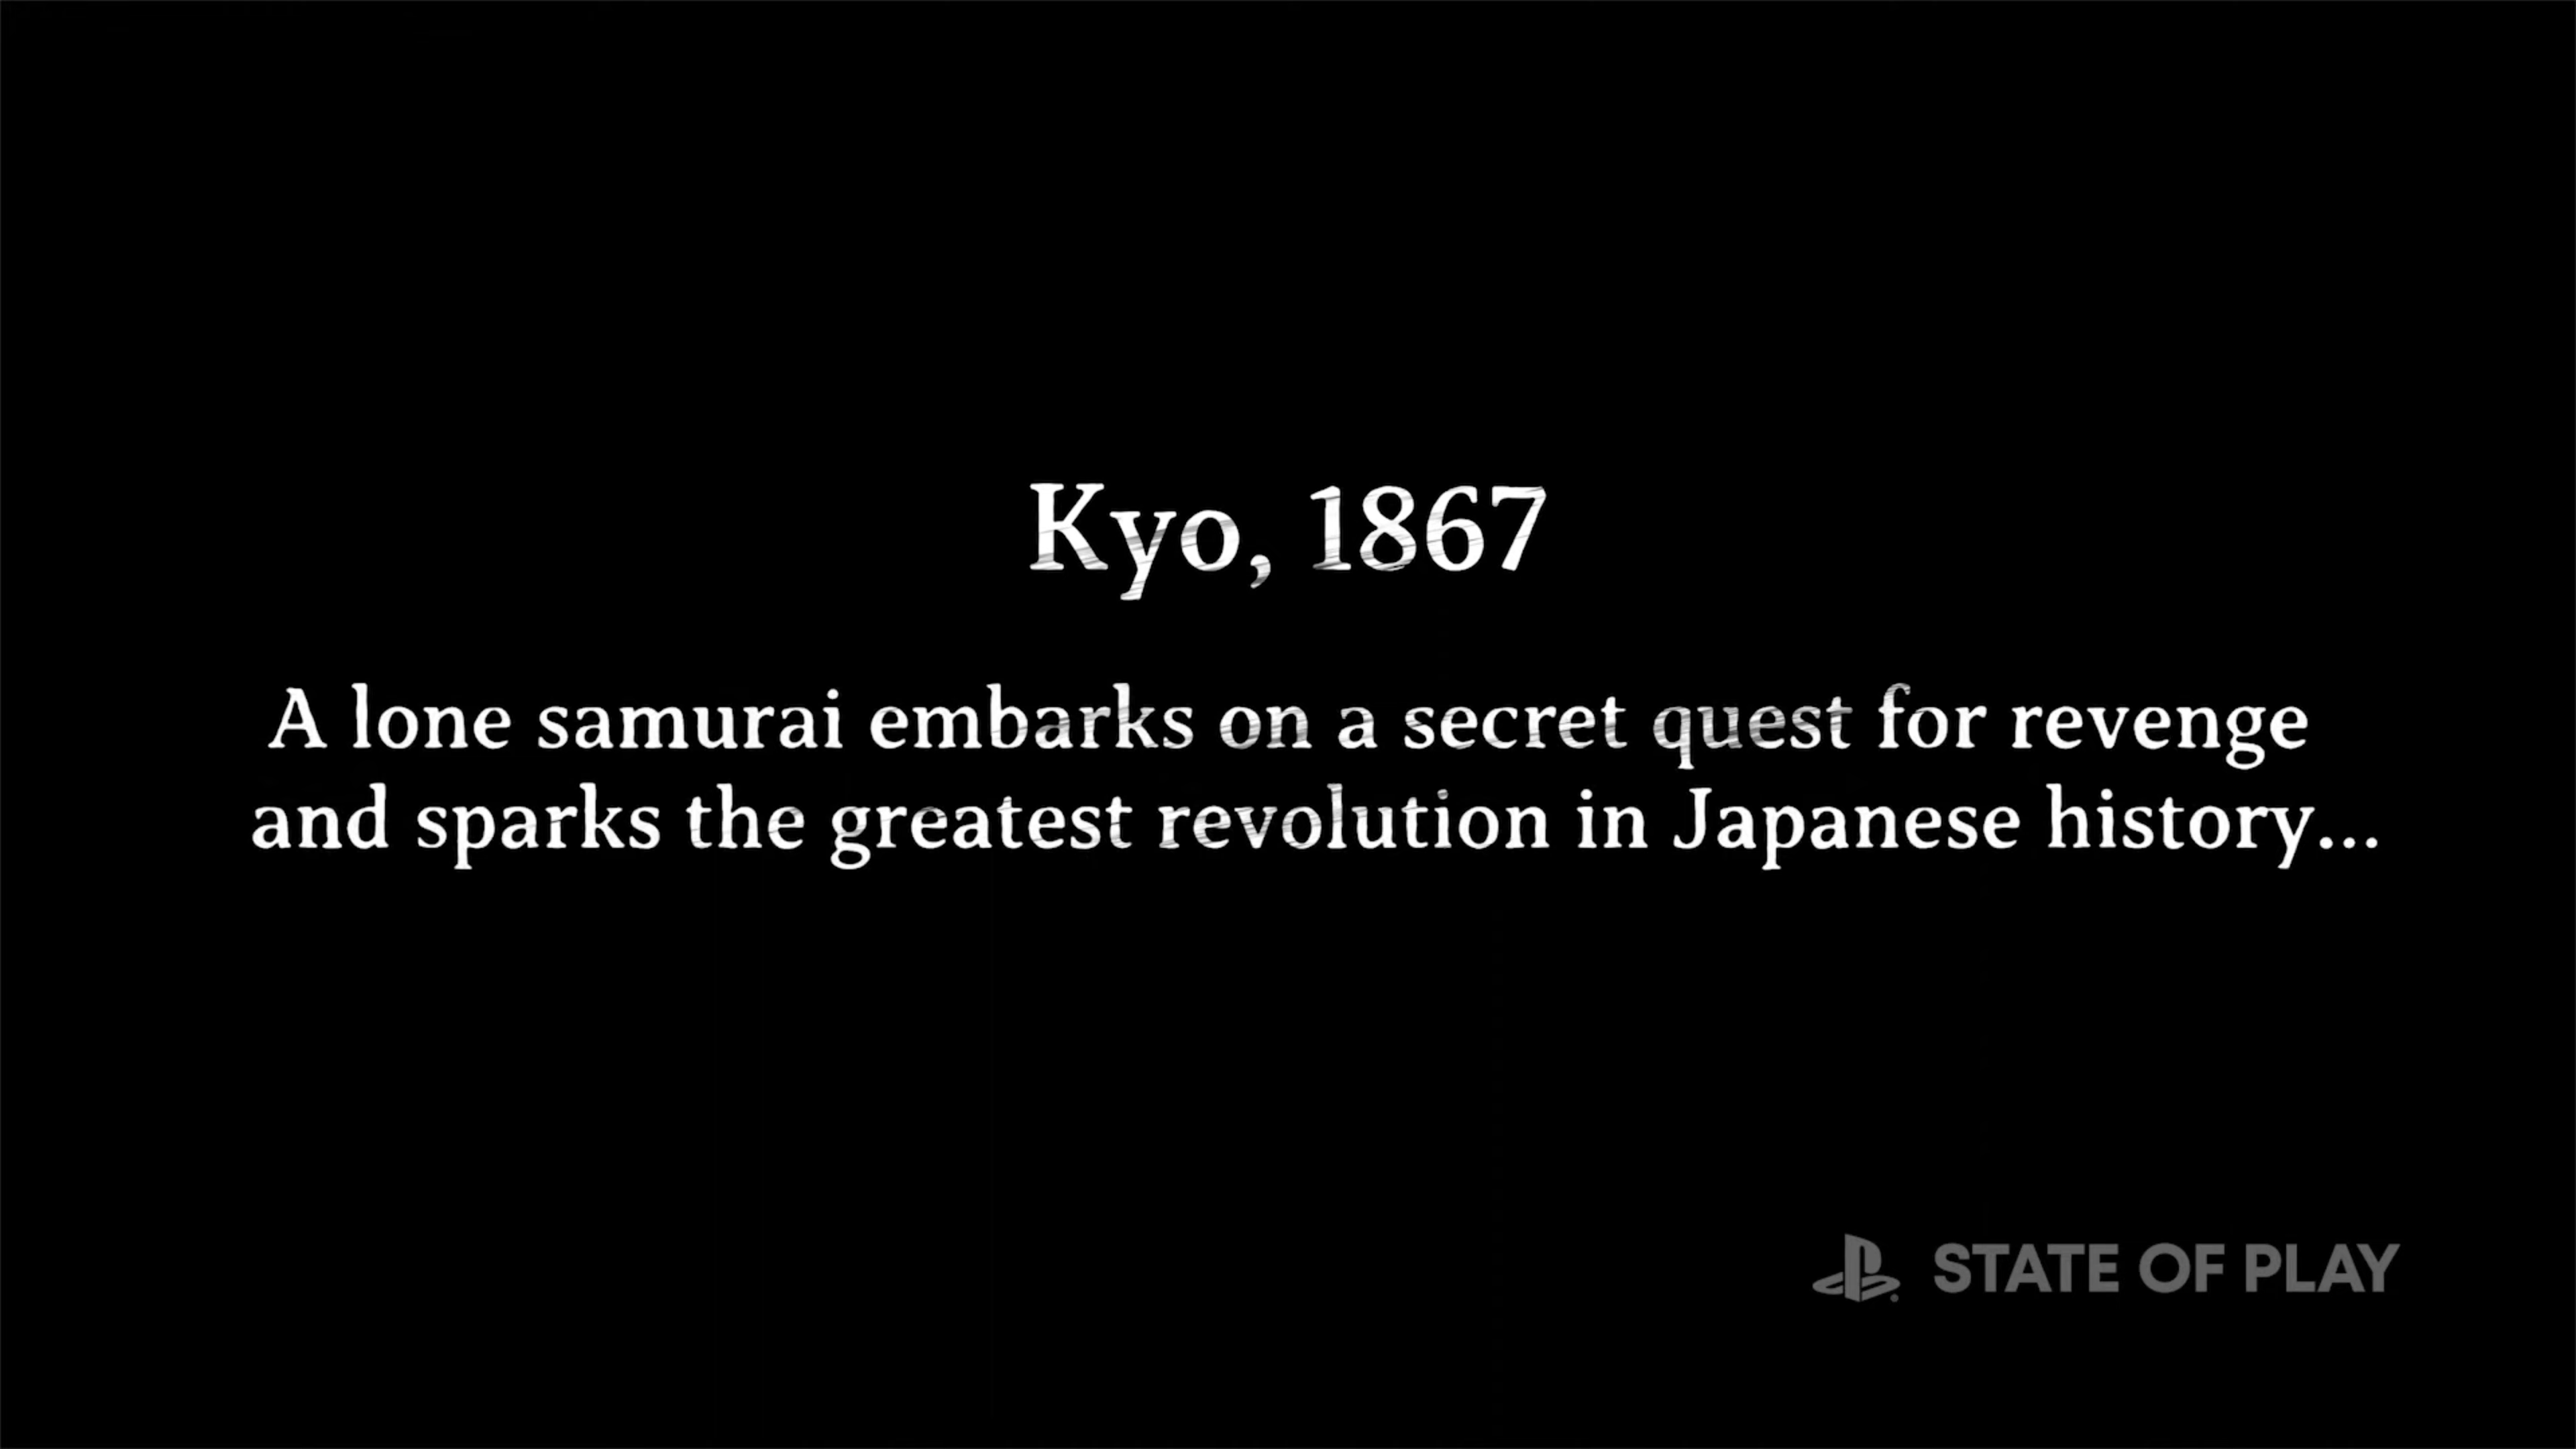 Kyo, 1867
A lone samurai embarks on a secret quest for revenge
and sparks the greatest revolution in Japanese history...
STATE OF PLAY